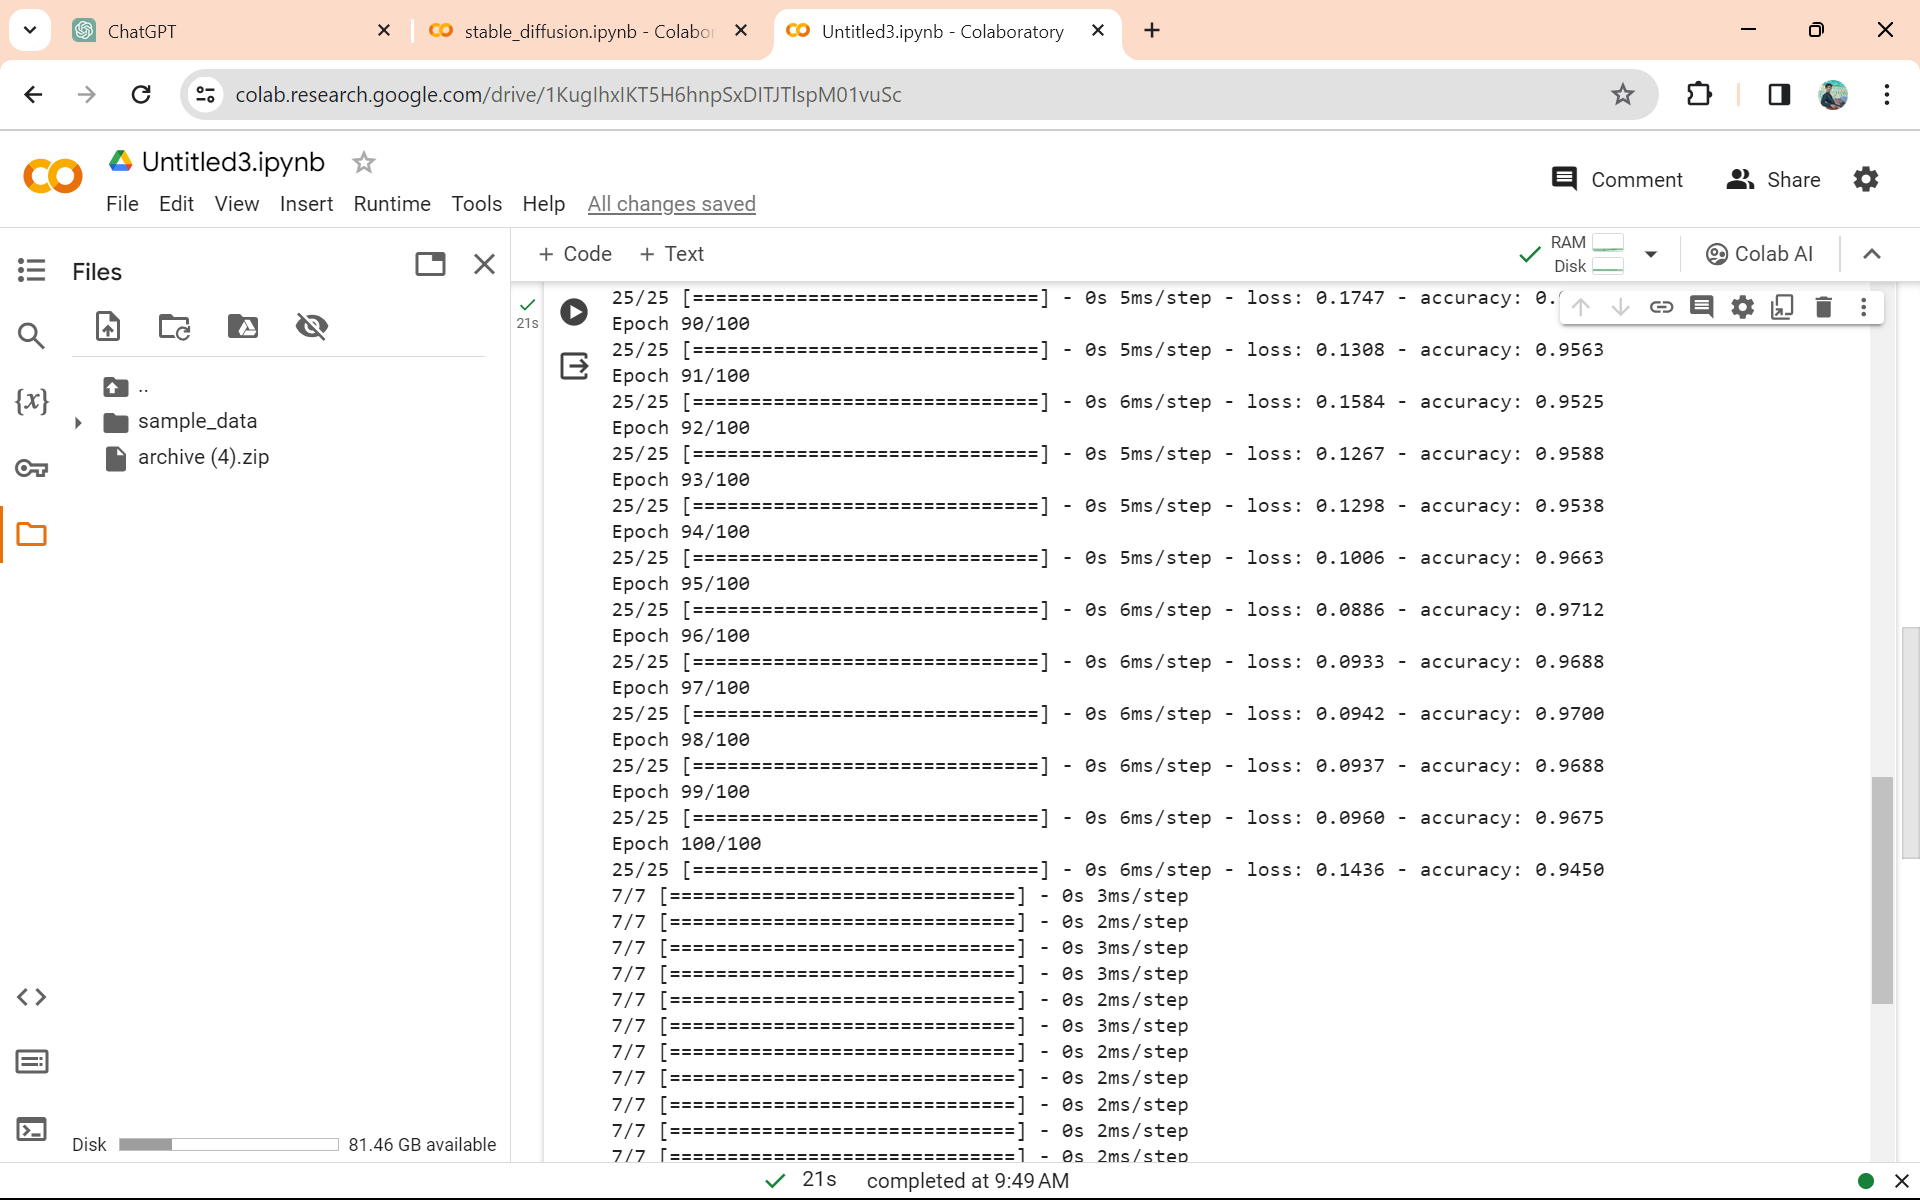 ChatGPT
stable_diffusion.ipynb - Colabor
Untitled3.ipynb - Colaboratory
colab.research.google.com/drive/1KugIhxIKT5H6hnpSxDITJTlspM01vuSc
Untitled3.ipynb
File Edit View Insert Runtime Tools Help All changes saved
Comment
Share
Files
+ Code + Text
RAM
Disk
Colab AI
..
sample_data
archive (4).zip
{x}
Disk
81.46 GB available
21s
25/25 [==============================] - 0s 5ms/step - loss: 0.1747 - accuracy: 0.
Epoch 90/100
25/25 [==============================] - 0s 5ms/step - loss: 0.1308 - accuracy: 0.9563
Epoch 91/100
25/25 [==============================] - 0s 6ms/step - loss: 0.1584 - accuracy: 0.9525
Epoch 92/100
25/25 [==============================] - 0s 5ms/step - loss: 0.1267 - accuracy: 0.9588
Epoch 93/100
25/25 [==============================] - 0s 5ms/step - loss: 0.1298 - accuracy: 0.9538
Epoch 94/100
25/25 [==============================] - 0s 5ms/step - loss: 0.1006 - accuracy: 0.9663
Epoch 95/100
25/25 [==============================] - 0s 6ms/step - loss: 0.0886 - accuracy: 0.9712
Epoch 96/100
25/25 [==============================] - 0s 6ms/step - loss: 0.0933 - accuracy: 0.9688
Epoch 97/100
25/25 [==============================] - 0s 6ms/step - loss: 0.0942 - accuracy: 0.9700
Epoch 98/100
25/25 [==============================] - 0s 6ms/step - loss: 0.0937 - accuracy: 0.9688
Epoch 99/100
25/25 [==============================] - 0s 6ms/step - loss: 0.0960 - accuracy: 0.9675
Epoch 100/100
25/25 [==============================] - 0s 6ms/step - loss: 0.1436 - accuracy: 0.9450
7/7 [==============================] - 0s 3ms/step
7/7 [==============================] - 0s 2ms/step
7/7 [==============================] - 0s 3ms/step
7/7 [==============================] - 0s 3ms/step
7/7 [==============================] - 0s 2ms/step
7/7 [==============================] - 0s 3ms/step
7/7 [==============================] - 0s 2ms/step
7/7 [==============================] - 0s 2ms/step
7/7 [==============================] - 0s 2ms/step
7/7 [==============================] - 0s 2ms/step
7/7 [==============================] - 0s 2ms/step
21s completed at 9:49 AM